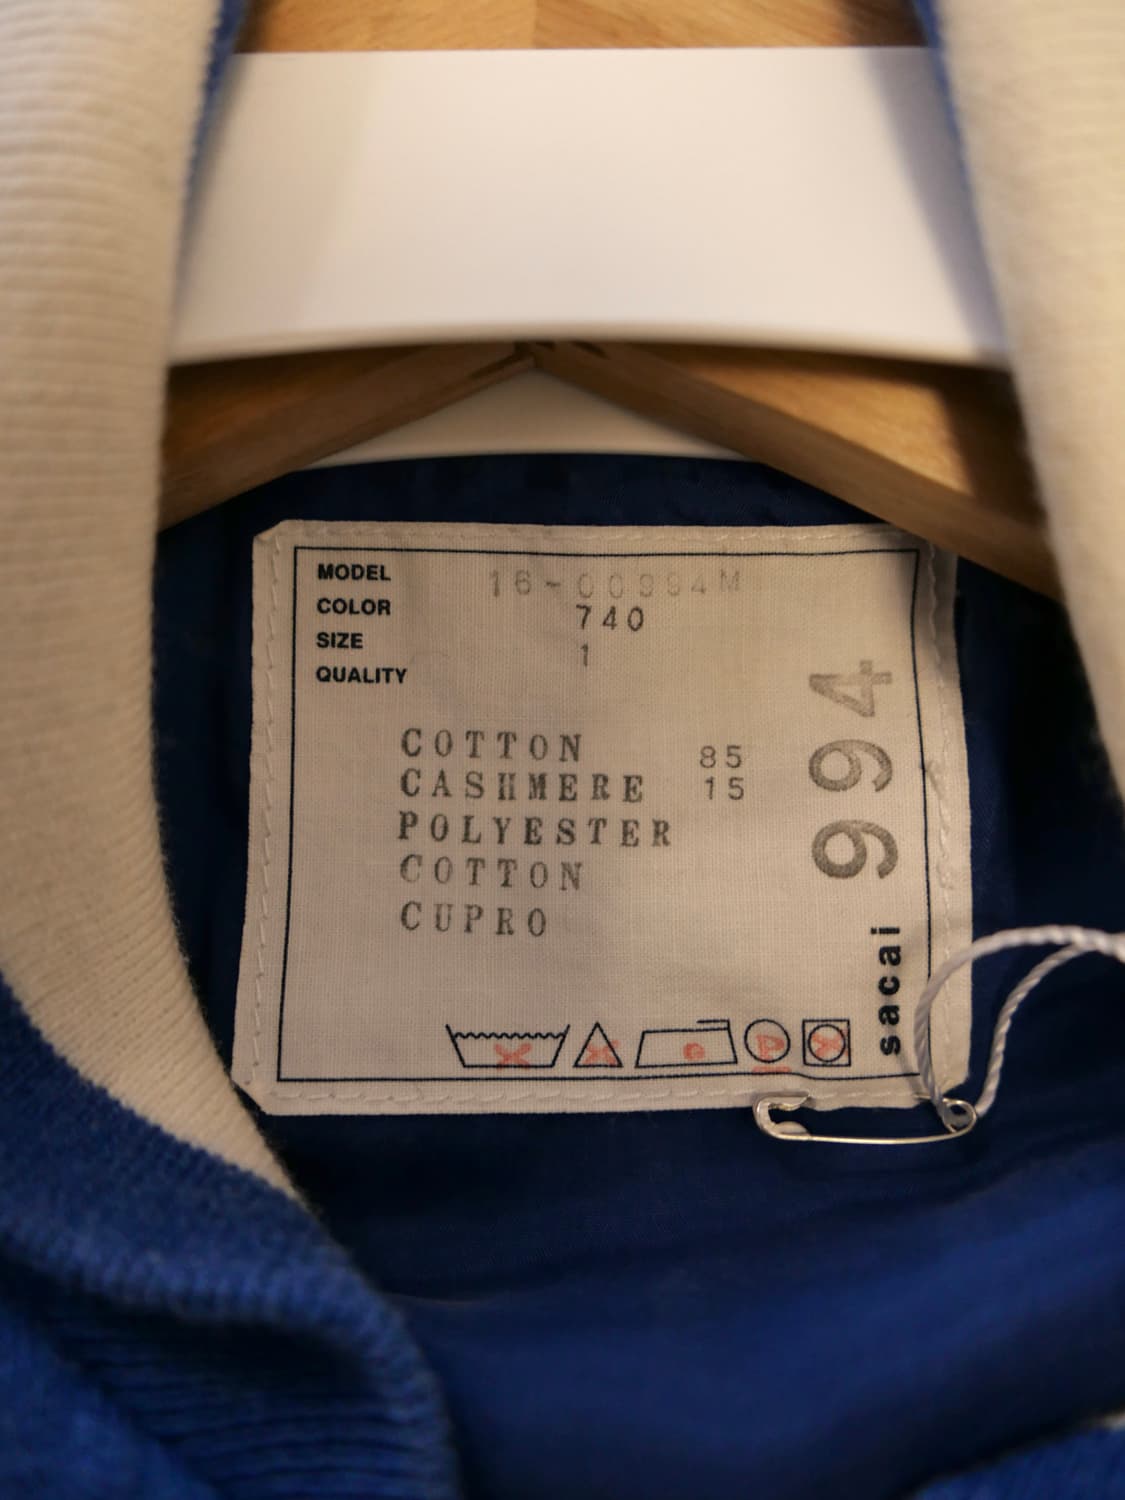 MODEL 16-00994M
COLOR 740
SIZE 1
QUALITY
COTTON 85
CASHMERE 15
POLYESTER
COTTON
CUPRO
P
sacai 994